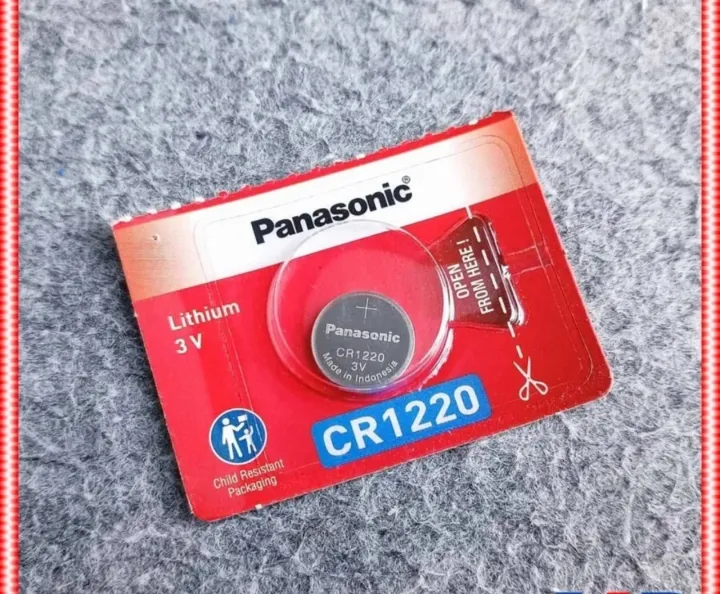 Panasonic®
OPEN
FROM HERE!
Lithium
3 V
+
Panasonic
CR1220
3V
Made in Indonesia
CR1220
Child Resistant
Packaging